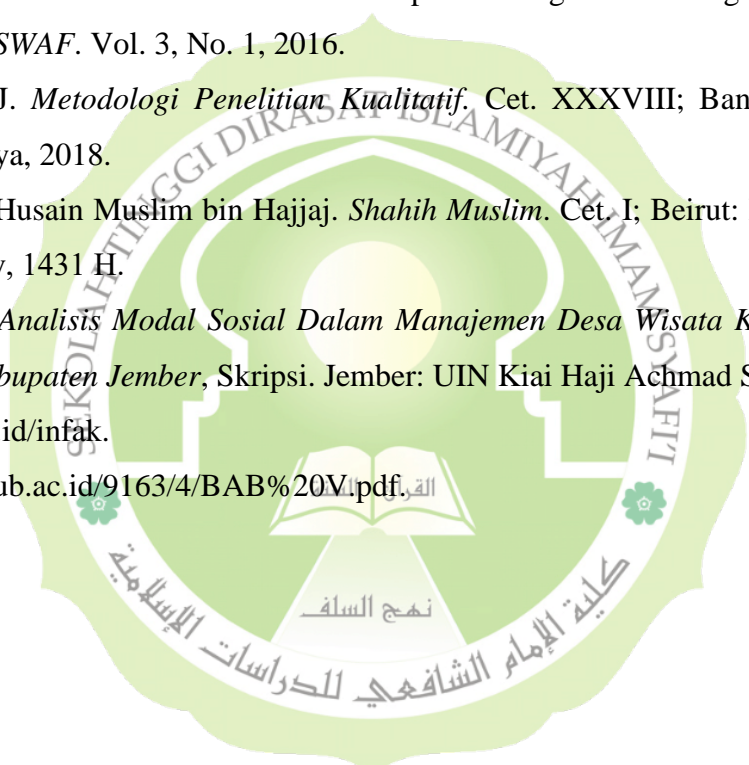 SWAF. Vol. 3, No. 1, 2016.
J. Metodologi Penelitian Kualitatif. Cet. XXXVIII; Ban
ya, 2018.
Husain Muslim bin Hajjaj. Shahih Muslim. Cet. I; Beirut:
y, 1431 H.
Analisis Modal Sosial Dalam Manajemen Desa Wisata K
bupaten Jember, Skripsi. Jember: UIN Kiai Haji Achmad S
id/infak.
ub.ac.id/9163/4/BAB%20V.pdf.
SEKOLAH TINGGI DIRASAT ISLAMIYAH IMAM SYAFI'I
القرآن السنة
نهج السلف
كلية الإمام الشافعي للدراسات الإسلامية